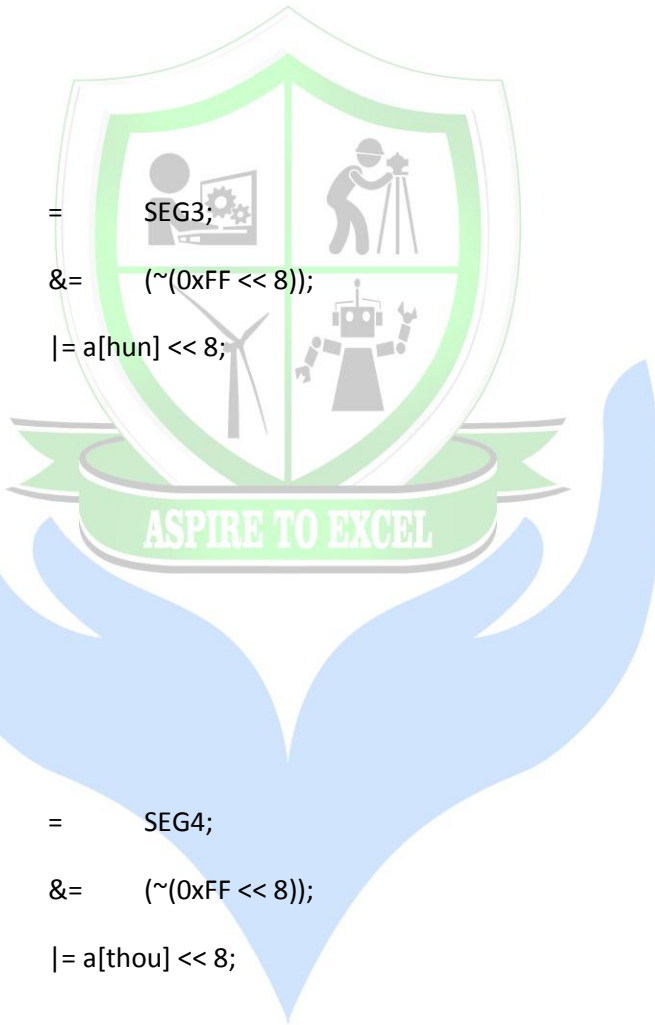 = SEG3;
&= (~(0xFF << 8));
|= a[hun] << 8;
ASPIRE TO EXCEL
= SEG4;
&= (~(0xFF << 8));
|= a[thou] << 8;